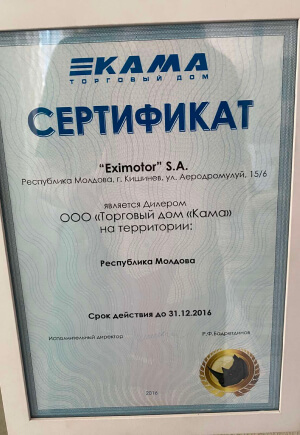 КАМА
ТОРГОВЫЙ ДОМ
СЕРТИФИКАТ
"Eximotor" S.A.
Республика Молдова, г. Кишинев, ул. Аеродромулуй, 15/6
является Дилером
ООО «Торговый дом «Кама»
на территории:
Республика Молдова
Срок действия до 31.12.2016
Исполнительный директор
Р.Ф.Бадретдинов
2016